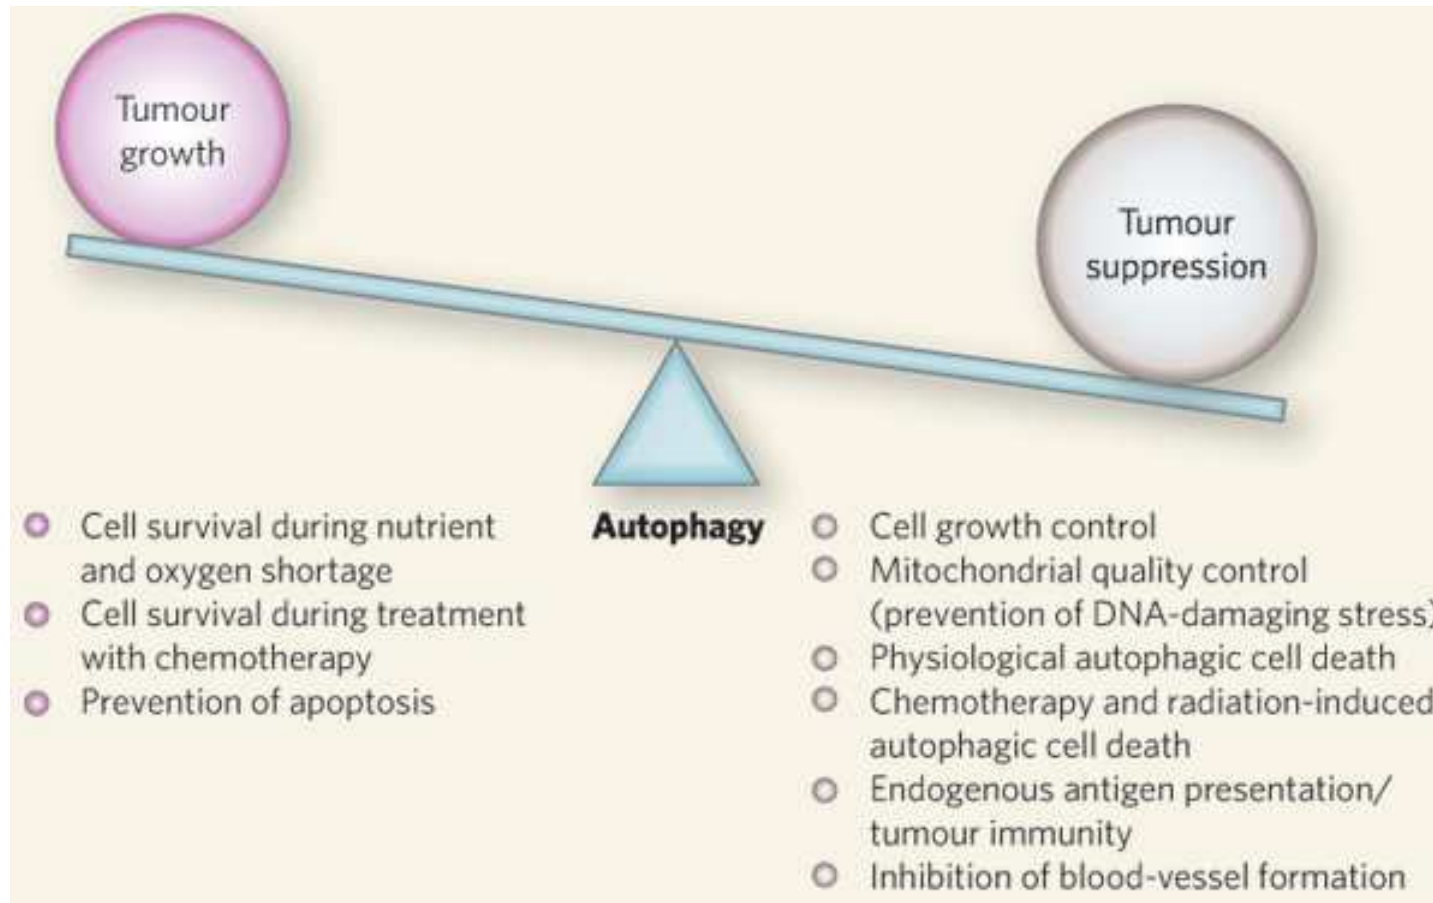 Tumour
growth
Tumour
suppression
Autophagy
Cell survival during nutrient
and oxygen shortage
Cell survival during treatment
with chemotherapy
Prevention of apoptosis
Cell growth control
Mitochondrial quality control
(prevention of DNA-damaging stress)
Physiological autophagic cell death
Chemotherapy and radiation-induced
autophagic cell death
Endogenous antigen presentation/
tumour immunity
Inhibition of blood-vessel formation